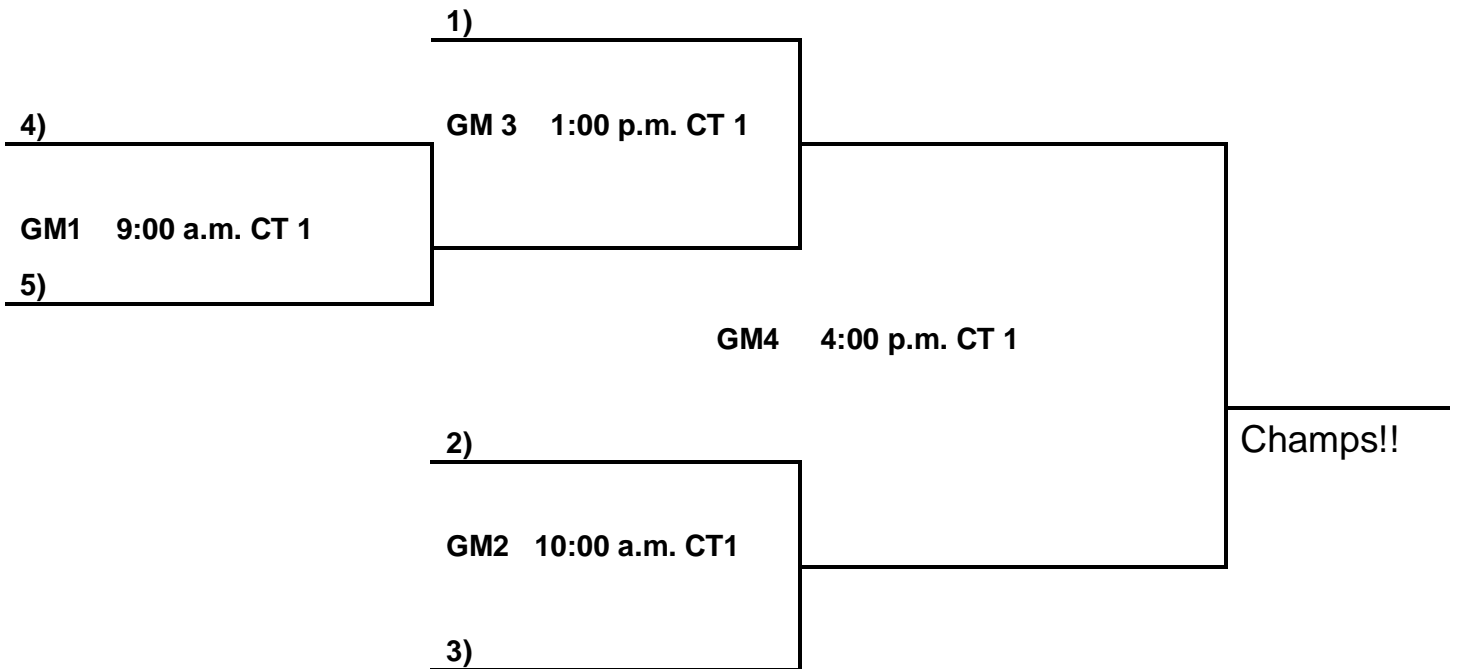 1)
4)
GM 3 1:00 p.m. CT 1
GM1 9:00 a.m. CT 1
5)
GM4 4:00 p.m. CT 1
2)
Champs!!
GM2 10:00 a.m. CT1
3)